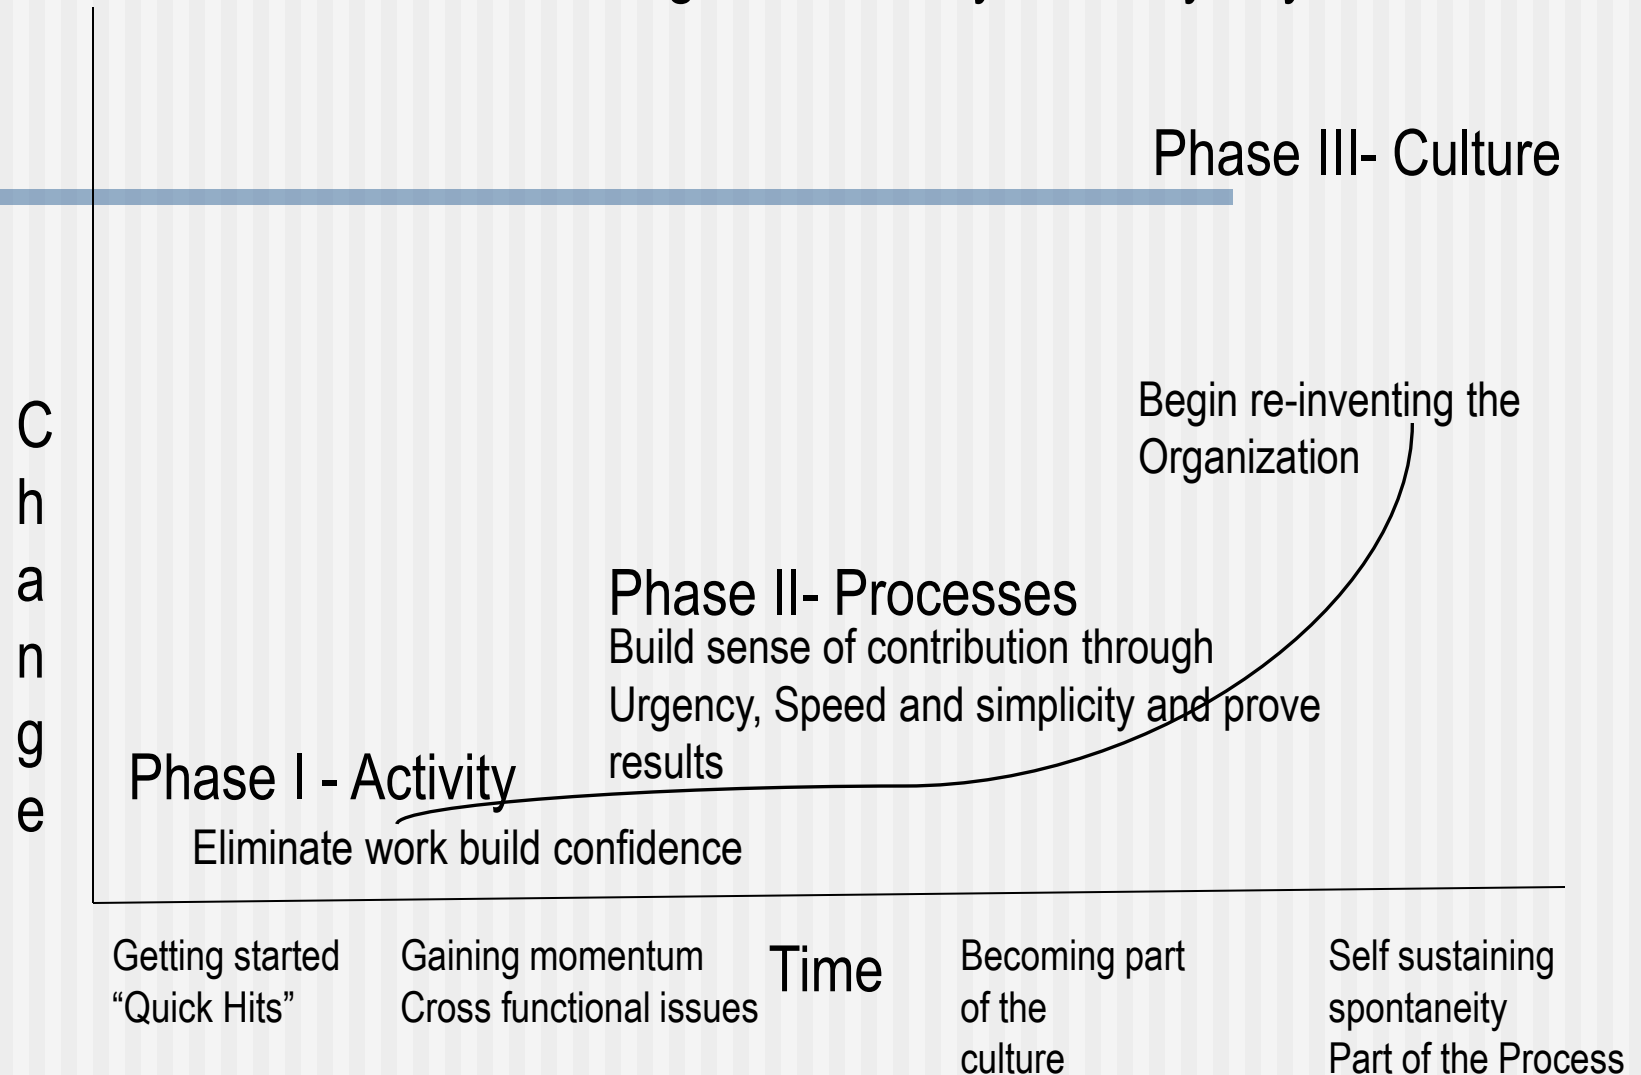 Phase III- Culture
Begin re-inventing the
Organization
Change
Phase II- Processes
Build sense of contribution through
Urgency, Speed and simplicity and prove
results
Phase I - Activity
Eliminate work build confidence
Getting started
“Quick Hits”
Gaining momentum
Cross functional issues
Time
Becoming part
of the
culture
Self sustaining
spontaneity
Part of the Process